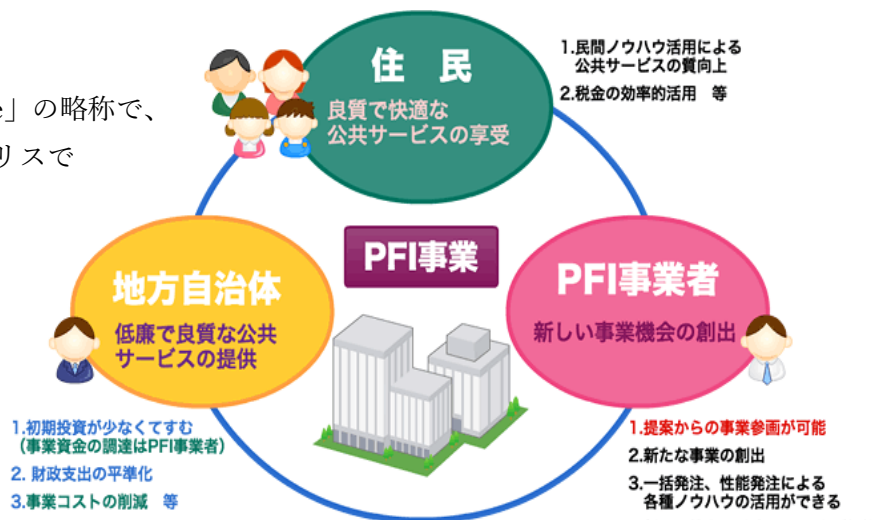 住　民
良質で快適な
公共サービスの享受
1.民間ノウハウ活用による
公共サービスの質向上
2.税金の効率的活用　等
e」の略称で、
リスで
PFI事業
地方自治体
低廉で良質な公共
サービスの提供
PFI事業者
新しい事業機会の創出
1.初期投資が少なくてすむ
（事業資金の調達はPFI事業者）
2. 財政支出の平準化
3.事業コストの削減　等
1.提案からの事業参画が可能
2.新たな事業の創出
3.一括発注、性能発注による
各種ノウハウの活用ができる